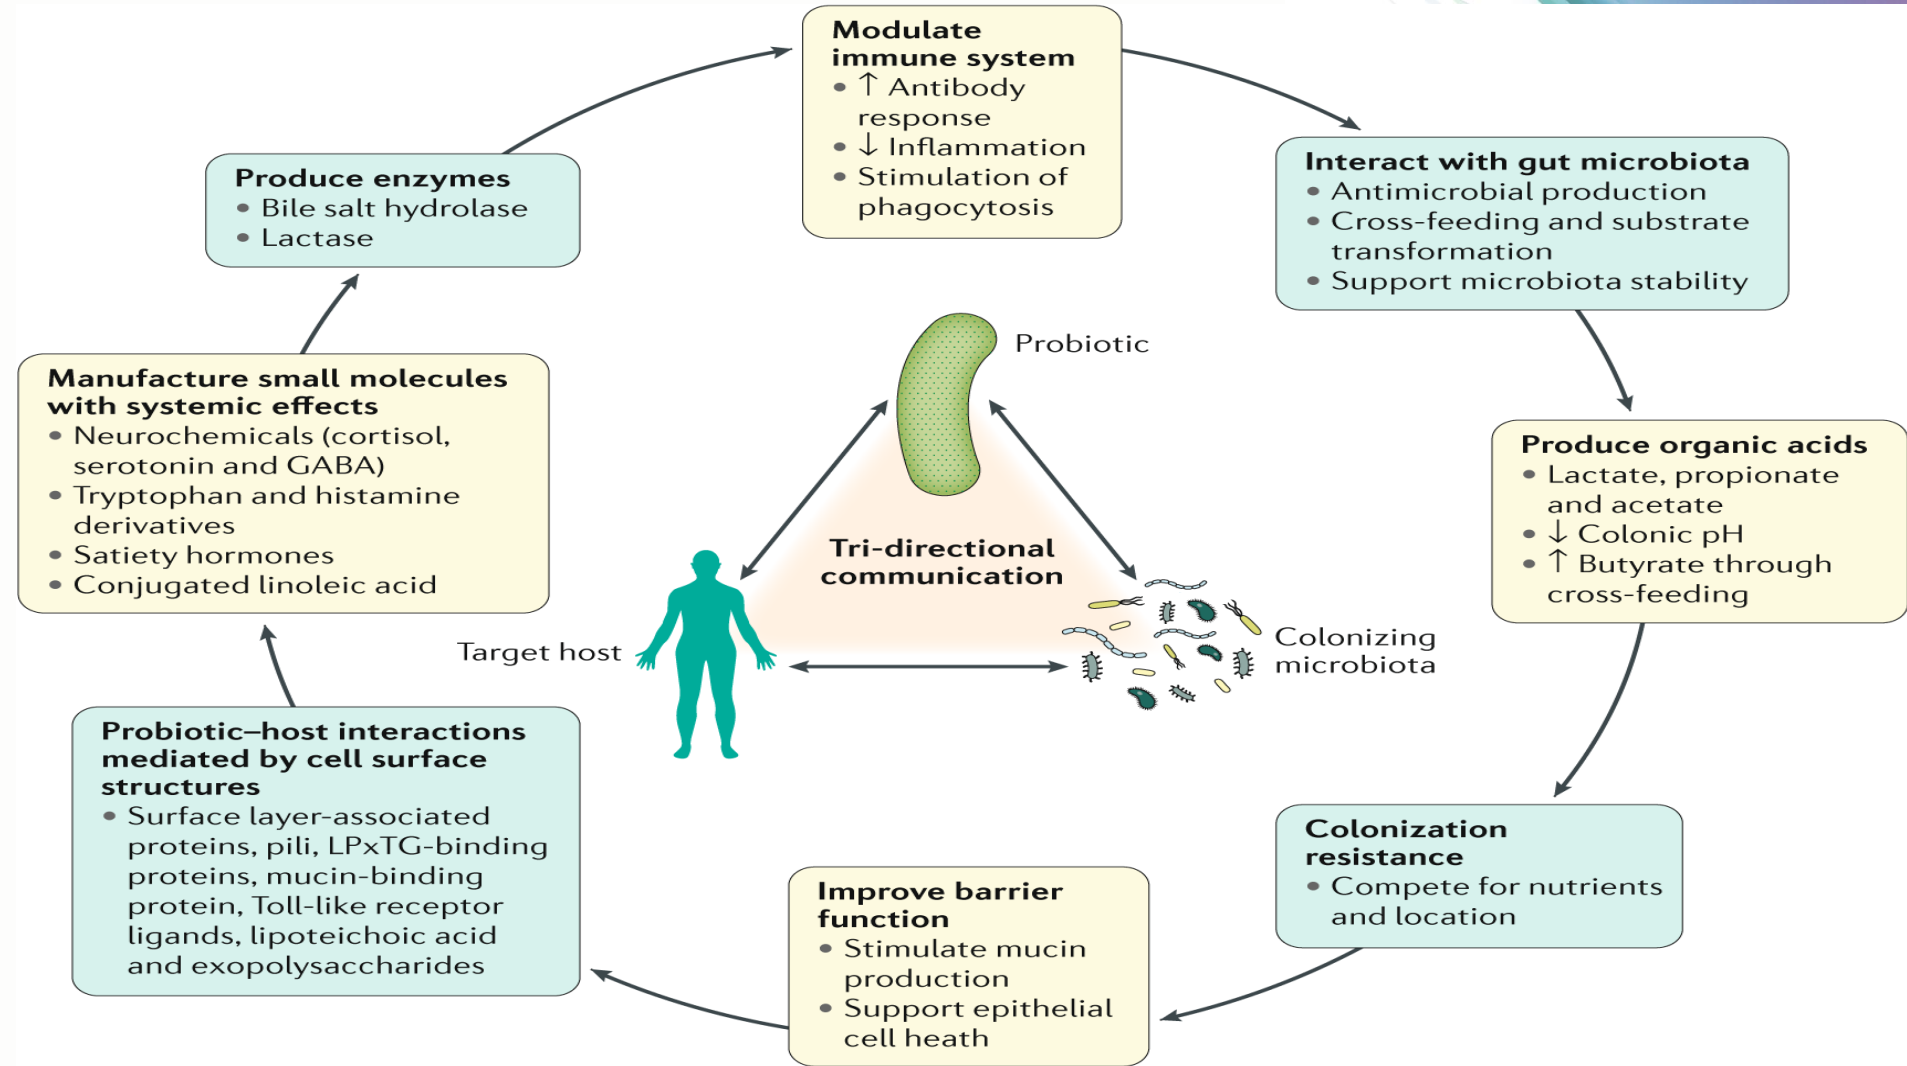 Modulate
immune system
• ↑ Antibody
response
• ↓ Inflammation
• Stimulation of
phagocytosis
Interact with gut microbiota
• Antimicrobial production
• Cross-feeding and substrate
transformation
• Support microbiota stability
Produce organic acids
• Lactate, propionate
and acetate
• ↓ Colonic pH
• ↑ Butyrate through
cross-feeding
Colonization
resistance
• Compete for nutrients
and location
Improve barrier
function
• Stimulate mucin
production
• Support epithelial
cell heath
Probiotic–host interactions
mediated by cell surface
structures
• Surface layer-associated
proteins, pili, LPxTG-binding
proteins, mucin-binding
protein, Toll-like receptor
ligands, lipoteichoic acid
and exopolysaccharides
Manufacture small molecules
with systemic effects
• Neurochemicals (cortisol,
serotonin and GABA)
• Tryptophan and histamine
derivatives
• Satiety hormones
• Conjugated linoleic acid
Produce enzymes
• Bile salt hydrolase
• Lactase
Probiotic
Tri-directional
communication
Target host
Colonizing
microbiota